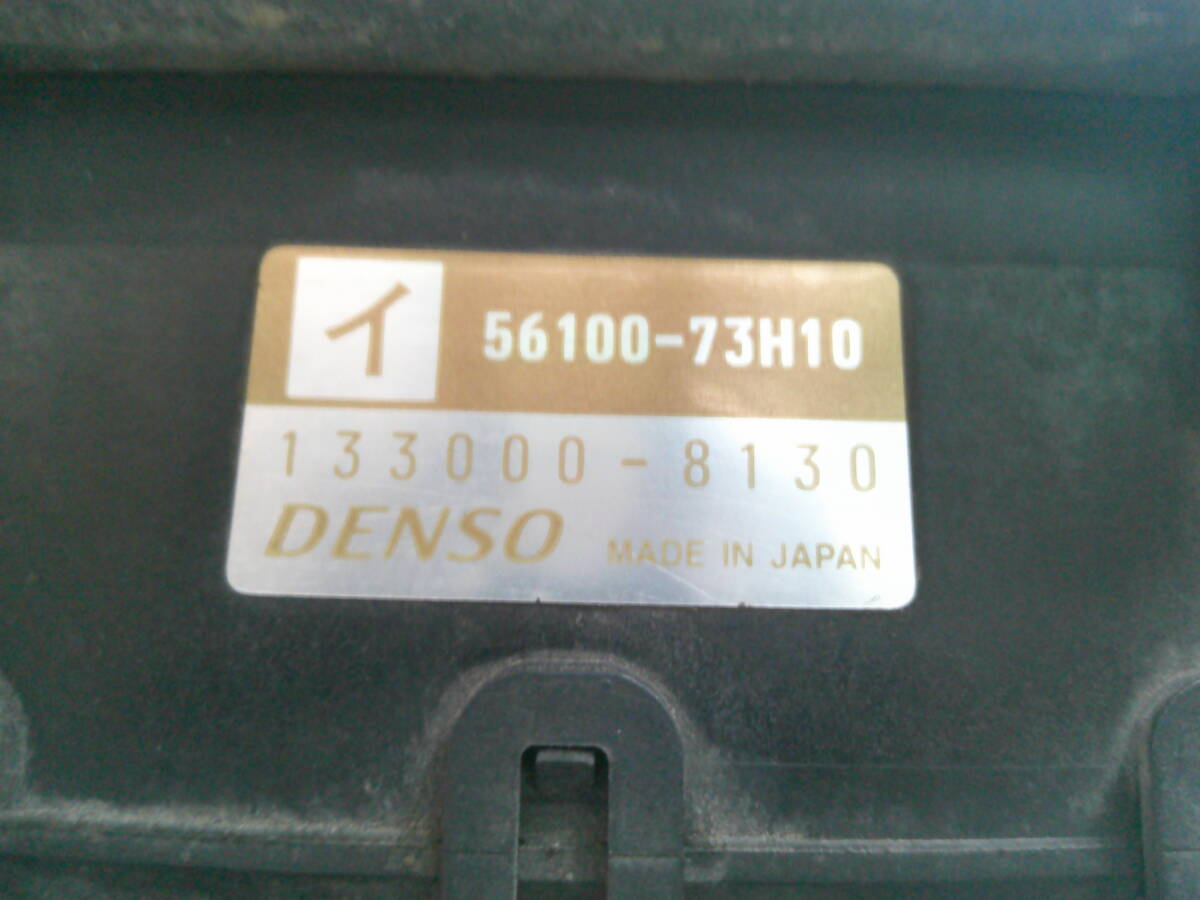 イ 56100-73H10
133000-8130
DENSO MADE IN JAPAN